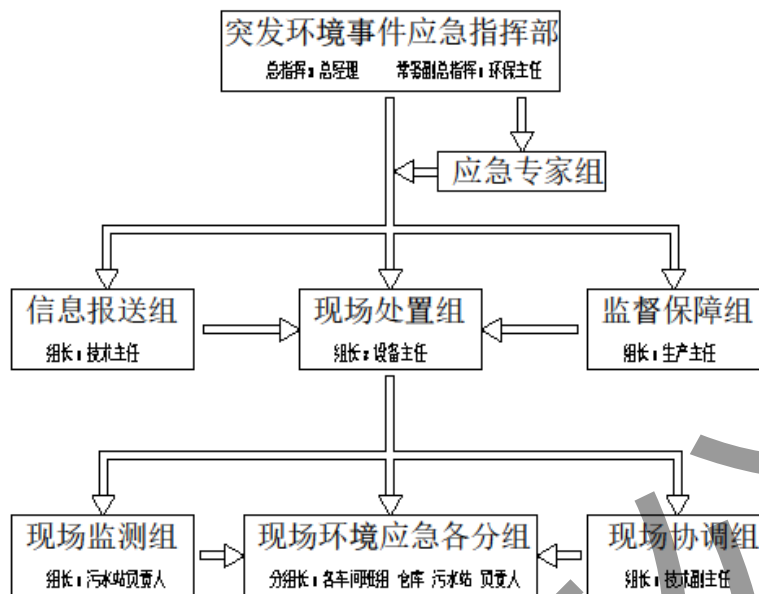 突发环境事件应急指挥部
总指挥：总经理 常务副总指挥：环保主任
应急专家组
信息报送组
组长：技术主任
现场处置组
组长：设备主任
监督保障组
组长：生产主任
现场监测组
组长：污水站负责人
现场环境应急各分组
分组长：各车间班组 仓库 污水站 负责人
现场协调组
组长：技术副主任